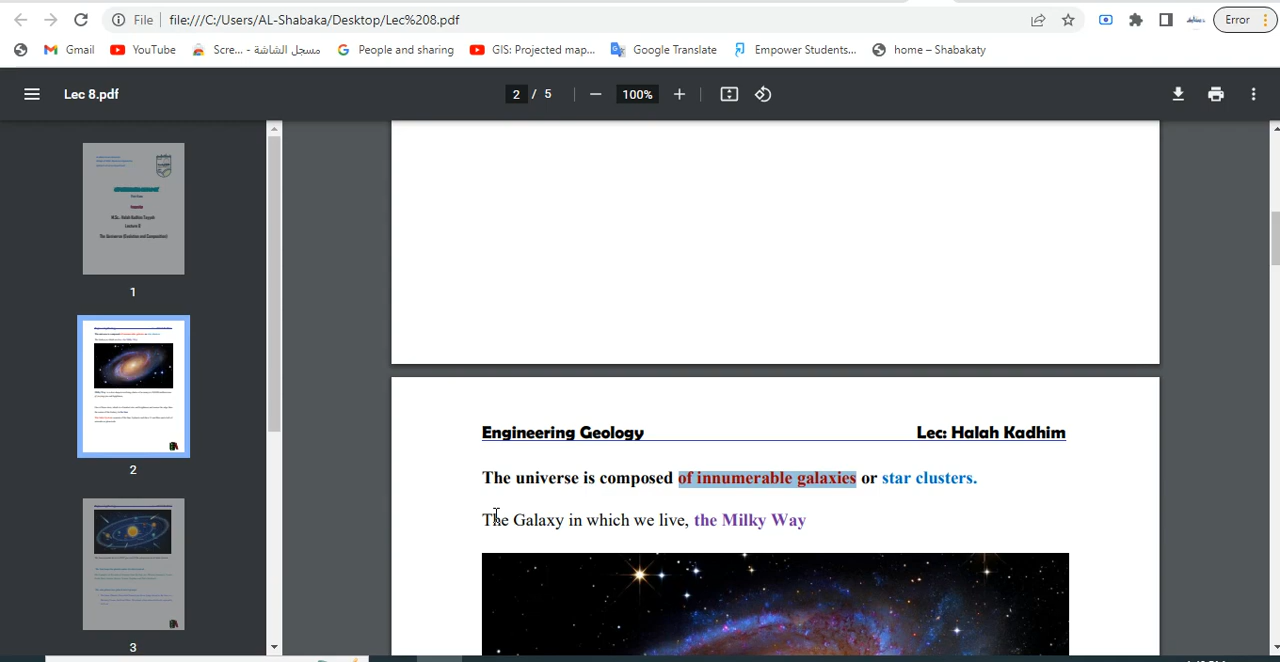 File file:///C:/Users/AL-Shabaka/Desktop/Lec%208.pdf Error
Gmail YouTube Scre... - مسجل الشاشة People and sharing GIS: Projected map... Google Translate Empower Students... home – Shabakaty
Lec 8.pdf 2 / 5 100%
1
2
3
Engineering Geology Lec: Halah Kadhim
The universe is composed of innumerable galaxies or star clusters.
The Galaxy in which we live, the Milky Way